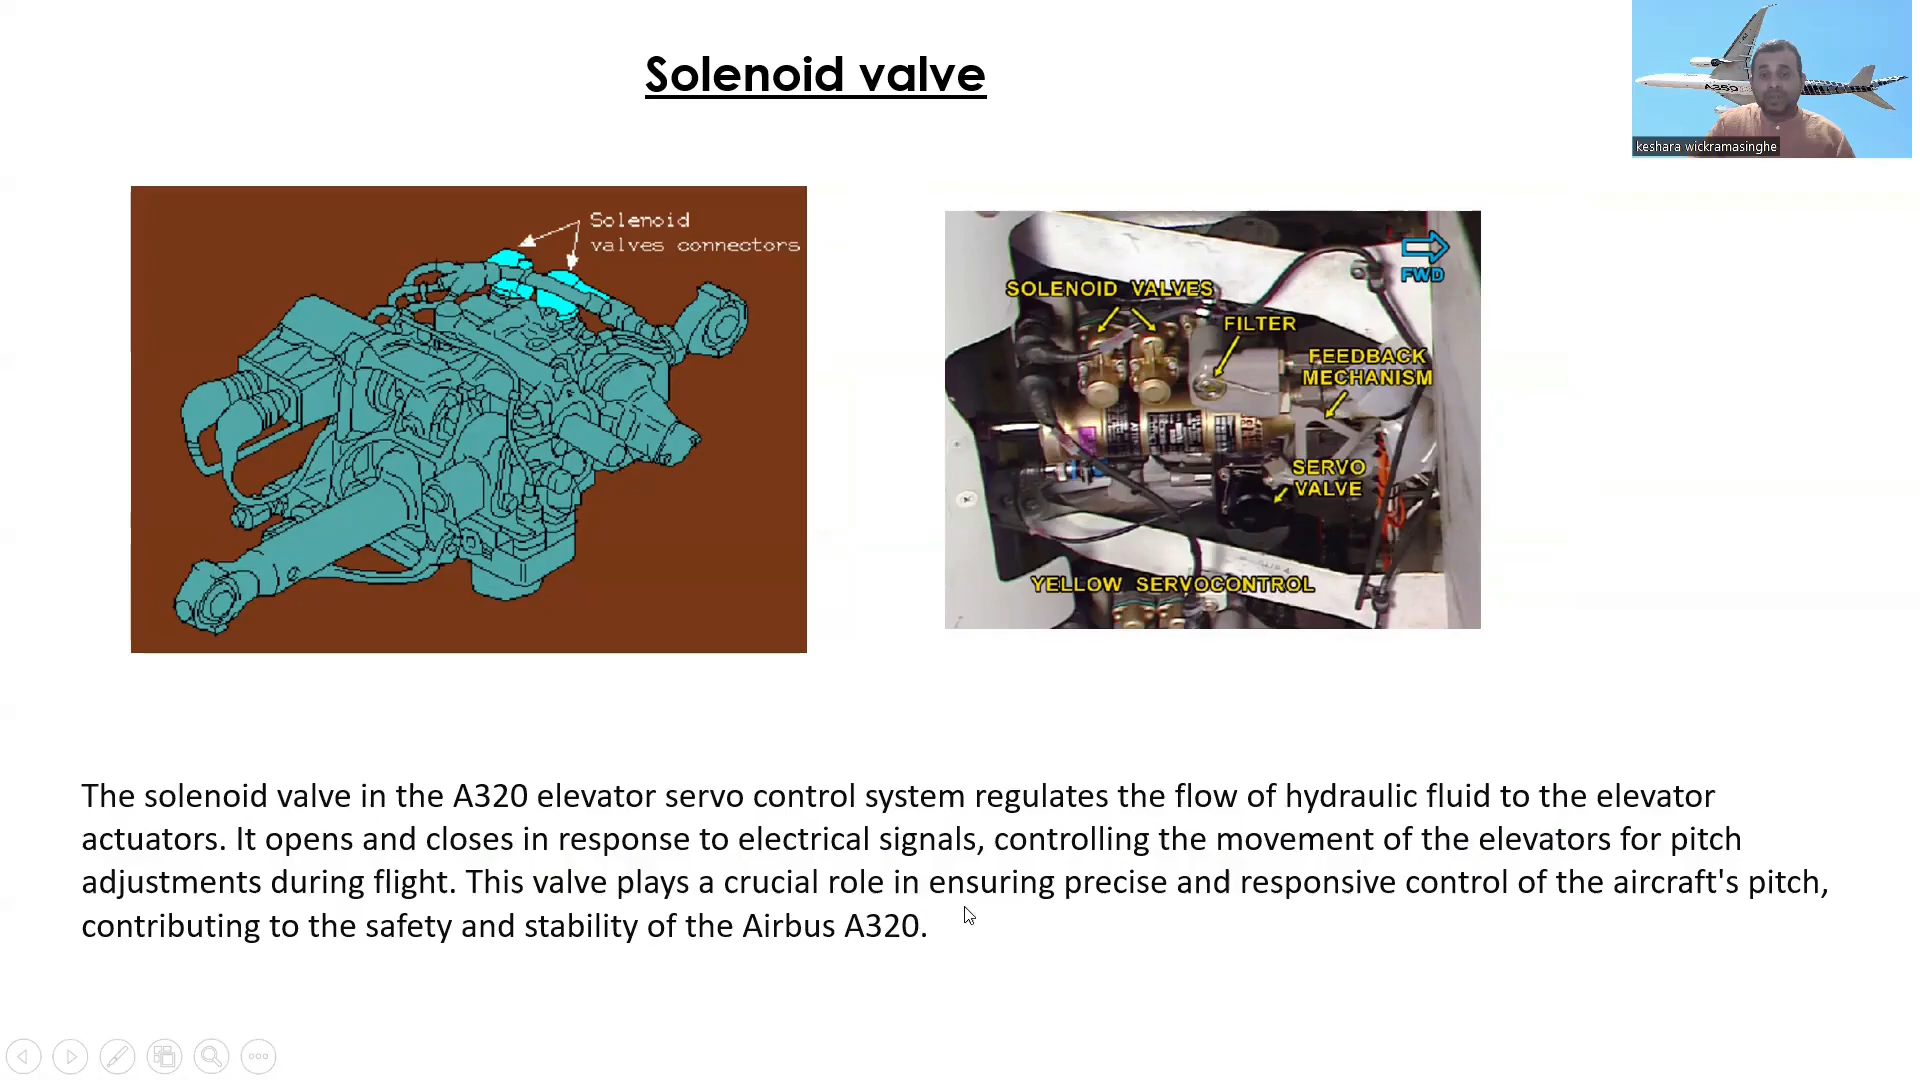 Solenoid valve
A350
keshara wickramasinghe
Solenoid
valves connectors
FWD
SOLENOID VALVES
FILTER
FEEDBACK
MECHANISM
SERVO
VALVE
YELLOW SERVOCONTROL
The solenoid valve in the A320 elevator servo control system regulates the flow of hydraulic fluid to the elevator
actuators. It opens and closes in response to electrical signals, controlling the movement of the elevators for pitch
adjustments during flight. This valve plays a crucial role in ensuring precise and responsive control of the aircraft's pitch,
contributing to the safety and stability of the Airbus A320.